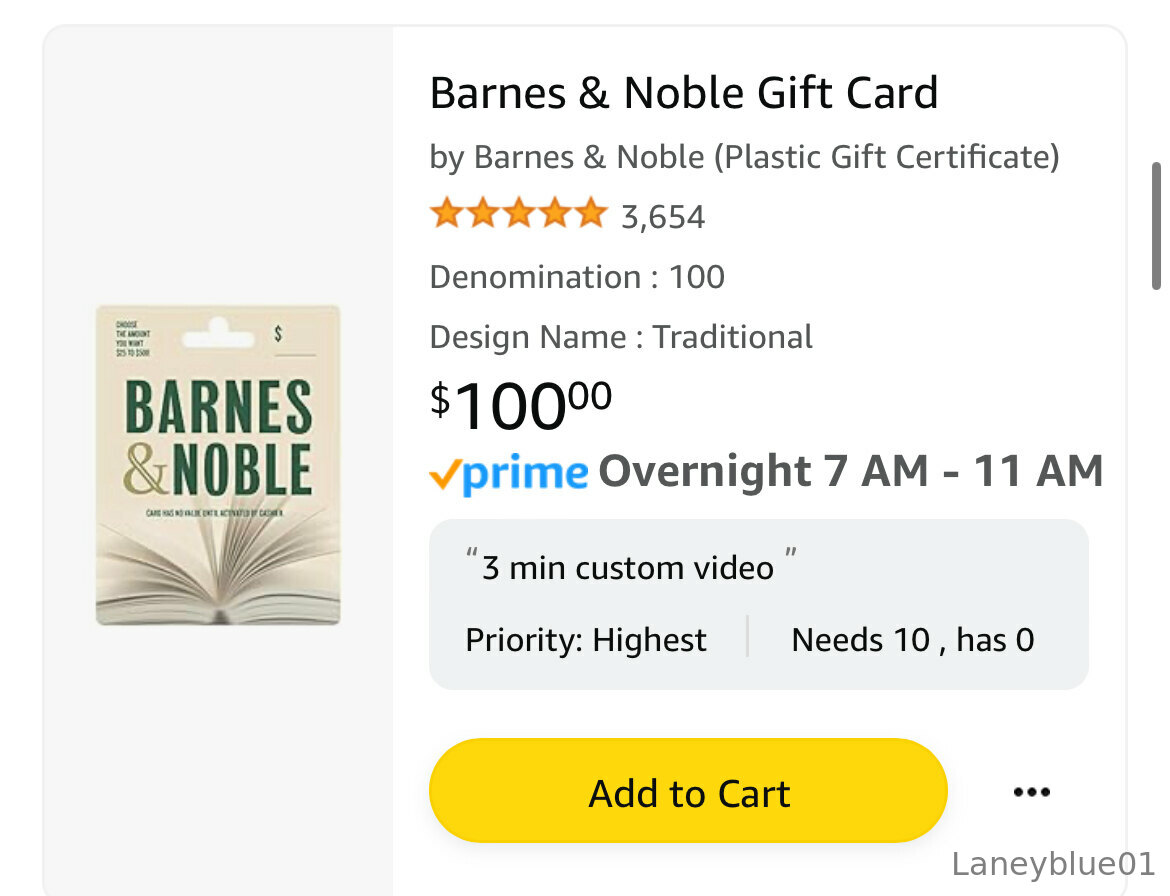 Barnes & Noble Gift Card
by Barnes & Noble (Plastic Gift Certificate)
3,654
Denomination : 100
Design Name : Traditional
$10000
prime Overnight 7 AM - 11 AM
“3 min custom video ”
Priority: Highest | Needs 10 , has 0
Add to Cart
CHOOSE
THE AMOUNT
YOU WANT
$25 TO $500
$
BARNES
&NOBLE
CARD HAS NO VALUE UNTIL ACTIVATED BY CASHIER.
Laneyblue01